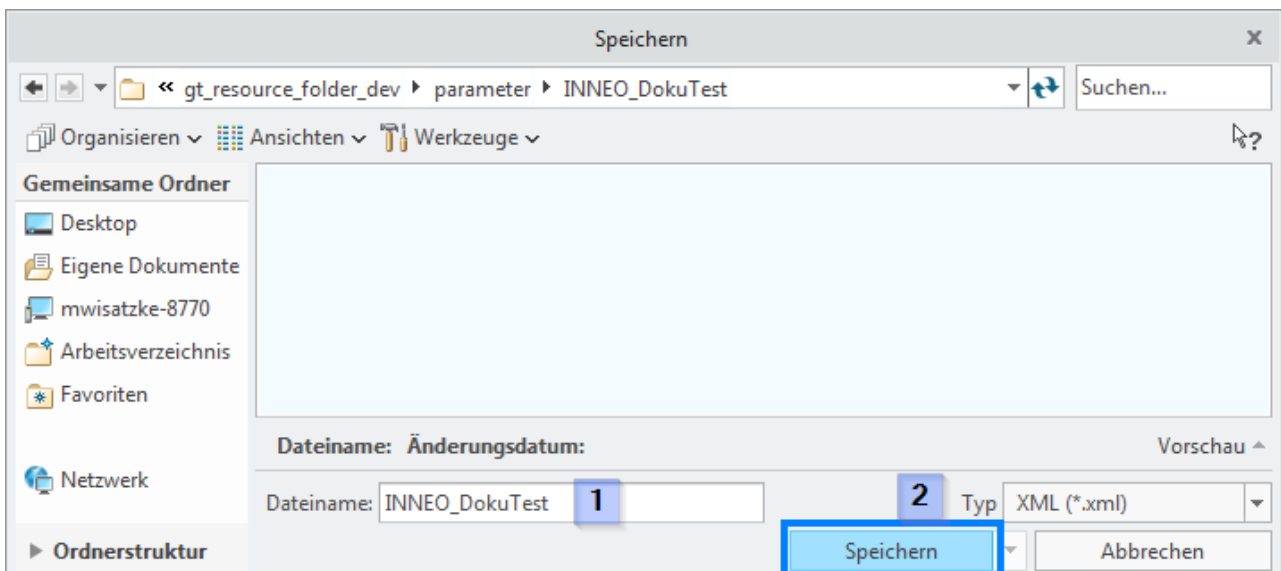 Speichern
« gt_resource_folder_dev parameter INNEO_DokuTest Suchen...
Organisieren Ansichten Werkzeuge ?
Gemeinsame Ordner
Desktop
Eigene Dokumente
mwisatzke-8770
Arbeitsverzeichnis
Favoriten
Netzwerk
Ordnerstruktur
Dateiname: Änderungsdatum: Vorschau
Dateiname: INNEO_DokuTest 1 2 Typ XML (*.xml)
Speichern Abbrechen